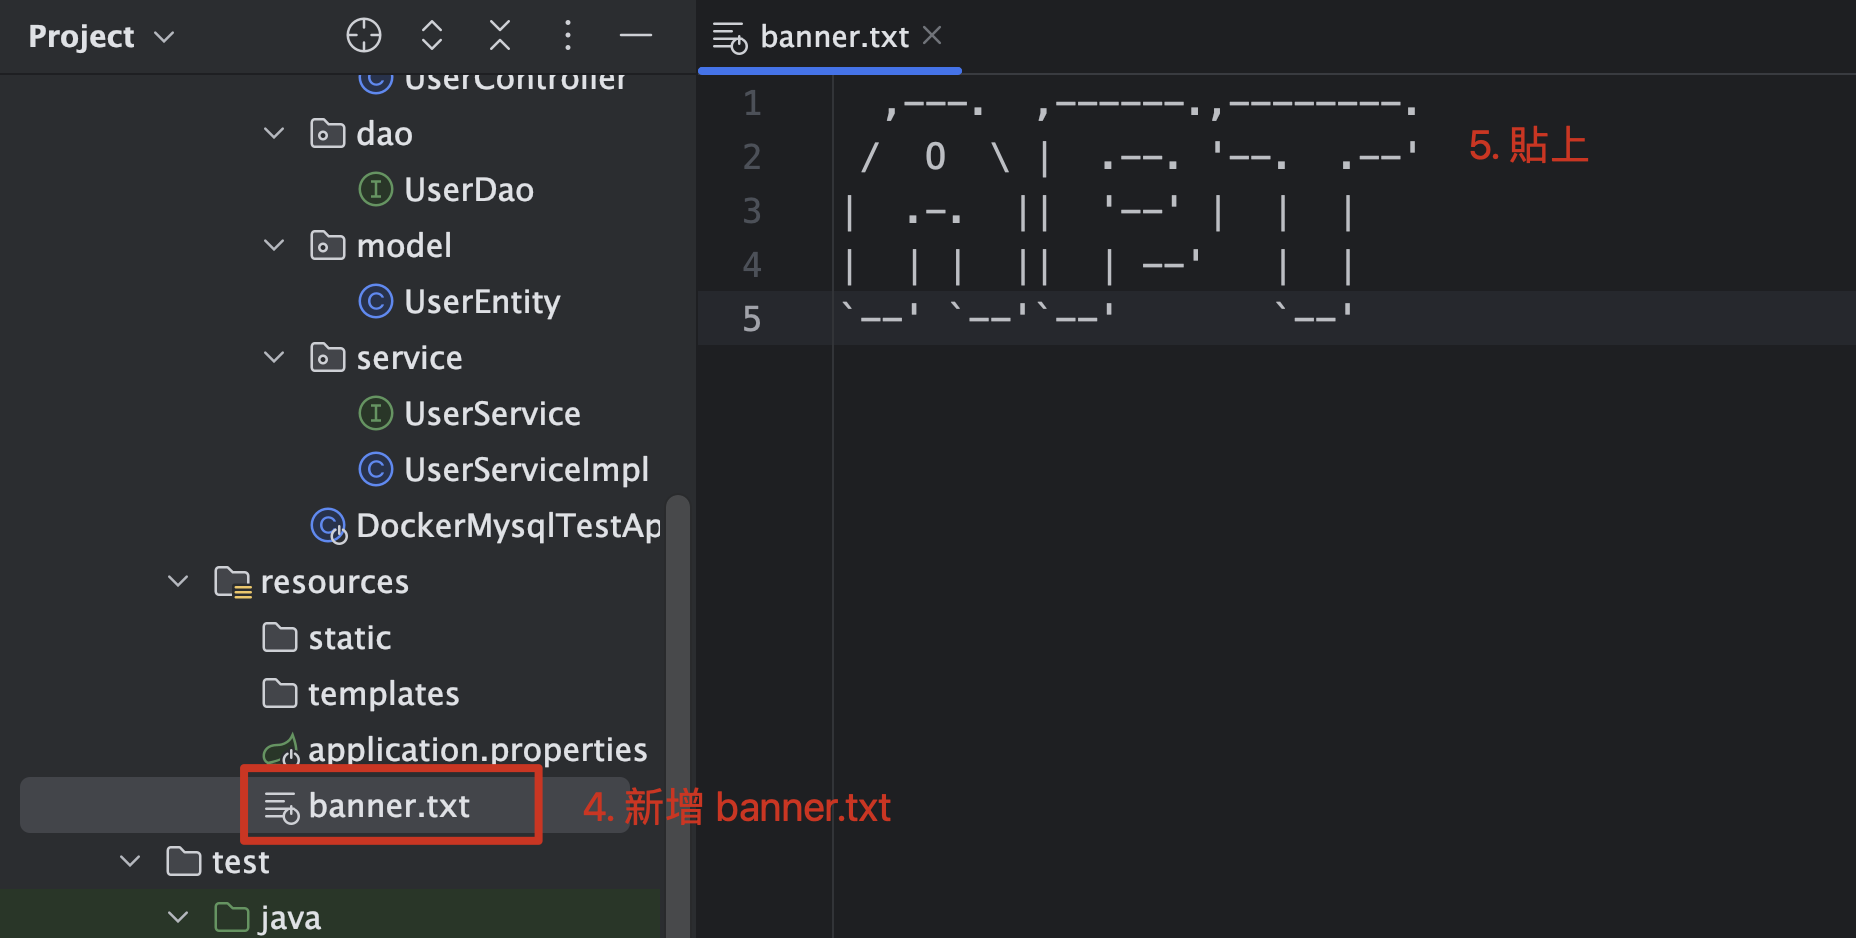 Project
UserController
dao
UserDao
model
UserEntity
service
UserService
UserServiceImpl
DockerMysqlTestAp
resources
static
templates
application.properties
banner.txt
4. 新增 banner.txt
test
java
banner.txt
1   ,---.  ,------.,--------.
2  /  O  \ |  .--. '--.  .--'
3 |  .-.  ||  '--' |  |  |
4 |  | |  ||  | --'   |  |
5 `--' `--'`--'       `--'
5. 貼上